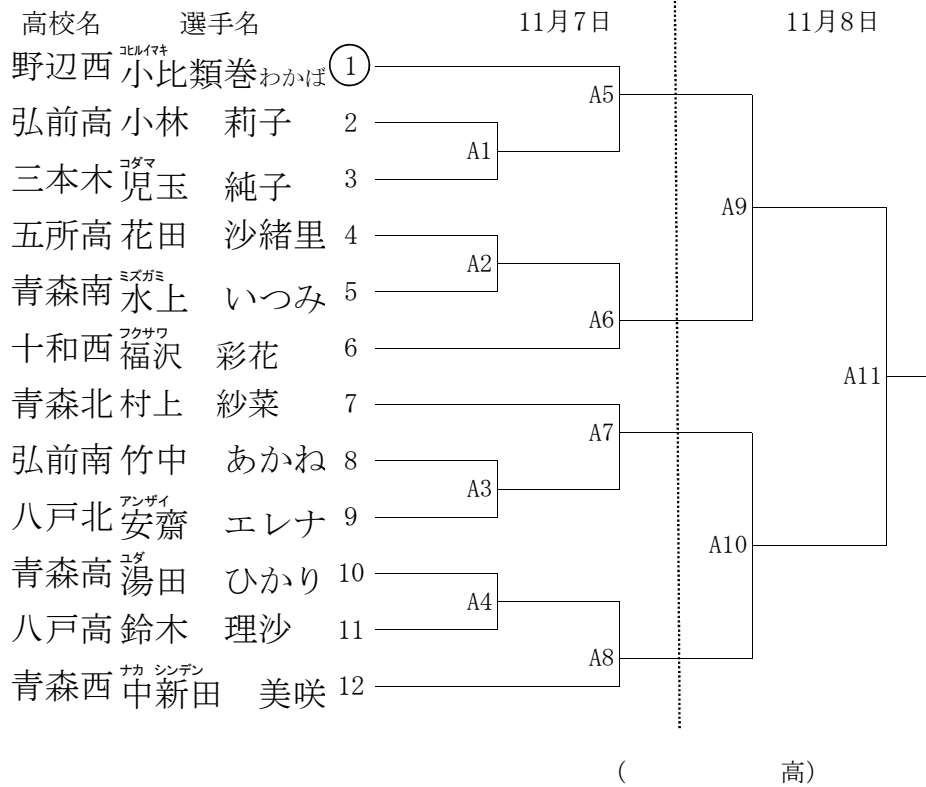 高校名 選手名 11月7日 11月8日
コヒルイマキ
野辺西 小比類巻わかば ①
A5
弘前高 小林 莉子 2
A1
コダマ
三本木 児玉 純子 3
A9
五所高 花田 沙緒里 4
A2
ミズガミ
青森南 水上 いつみ 5
A6
フクサワ
十和西 福沢 彩花 6
A11
青森北 村上 紗菜 7
A7
弘前南 竹中 あかね 8
A3
アンザイ
八戸北 安齋 エレナ 9
A10
ユダ
青森高 湯田 ひかり 10
A4
八戸高 鈴木 理沙 11
A8
ナカ シンデン
青森西 中新田 美咲 12
( 高)